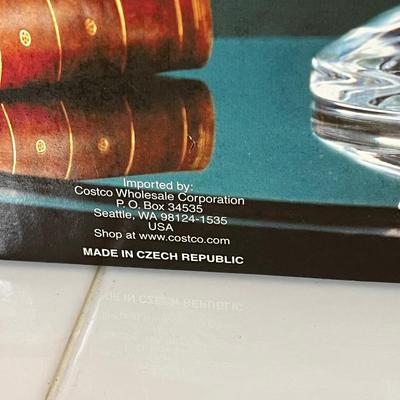 Imported by:
Costco Wholesale Corporation
P. O. Box 34535
Seattle, WA 98124-1535
USA
Shop at www.costco.com
MADE IN CZECH REPUBLIC